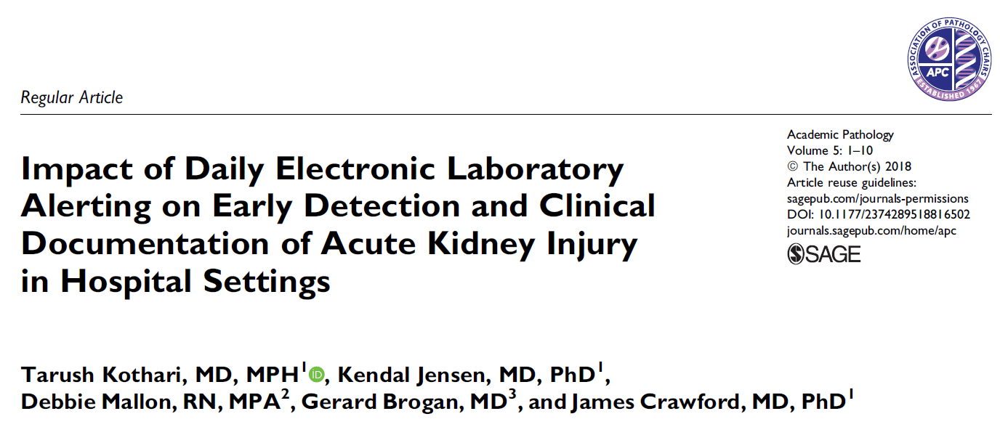 ASSOCIATION OF PATHOLOGY CHAIRS
APC
ESTABLISHED 1967
Regular Article
Academic Pathology
Volume 5: 1–10
© The Author(s) 2018
Article reuse guidelines:
sagepub.com/journals-permissions
DOI: 10.1177/2374289518816502
journals.sagepub.com/home/apc
SAGE
Impact of Daily Electronic Laboratory
Alerting on Early Detection and Clinical
Documentation of Acute Kidney Injury
in Hospital Settings
Tarush Kothari, MD, MPH¹ iD, Kendal Jensen, MD, PhD¹,
Debbie Mallon, RN, MPA², Gerard Brogan, MD³, and James Crawford, MD, PhD¹